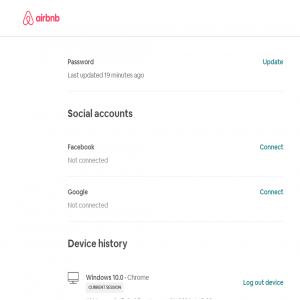 airbnb
Password
Update
Last updated 19 minutes ago
Social accounts
Facebook
Connect
Not connected
Google
Connect
Not connected
Device history
Windows 10.0 · Chrome
Log out device
CURRENT SESSION